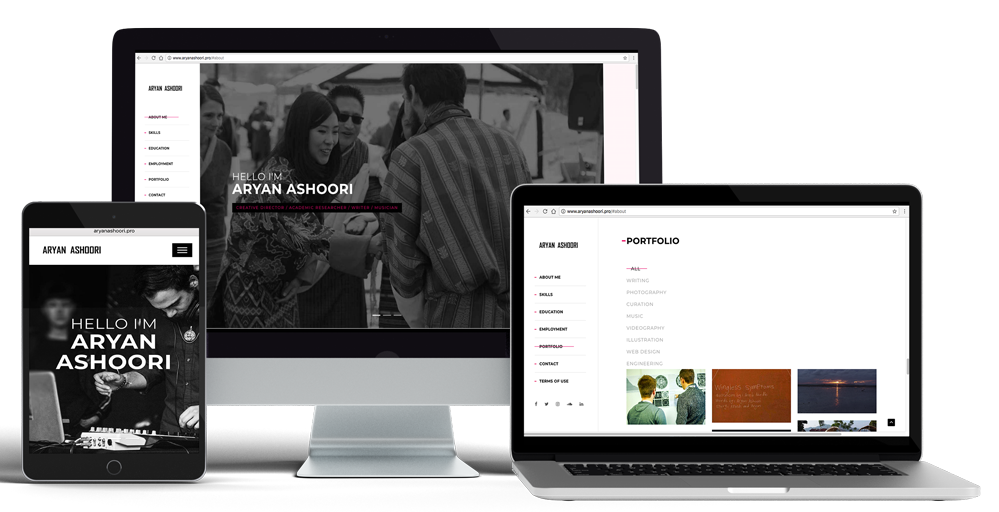 www.aryanashoori.pro/#about
ARYAN ASHOORI
ABOUT ME
SKILLS
EDUCATION
EMPLOYMENT
PORTFOLIO
CONTACT
HELLO I'M
ARYAN ASHOORI
CREATIVE DIRECTOR / ACADEMIC RESEARCHER / WRITER / MUSICIAN
aryanashoori.pro
ARYAN ASHOORI
HELLO I'M
ARYAN
ASHOORI
www.aryanashoori.pro/#about
ARYAN ASHOORI
ABOUT ME
SKILLS
EDUCATION
EMPLOYMENT
PORTFOLIO
CONTACT
TERMS OF USE
PORTFOLIO
ALL
WRITING
PHOTOGRAPHY
CURATION
MUSIC
VIDEOGRAPHY
ILLUSTRATION
WEB DESIGN
ENGINEERING